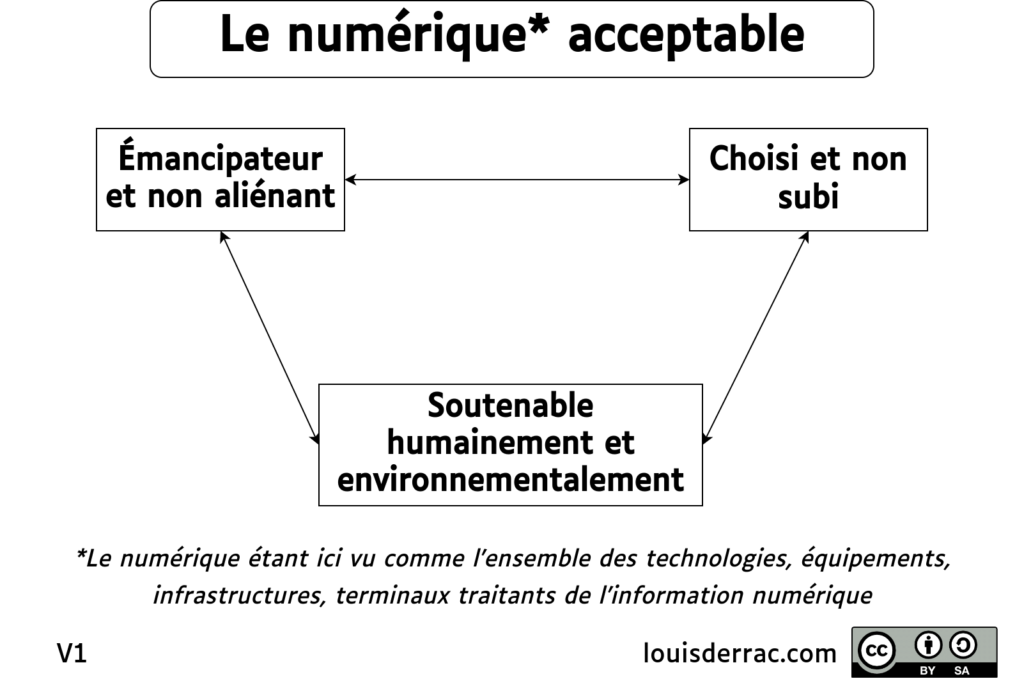 Le numérique* acceptable
Émancipateur
et non aliénant
Choisi et non
subi
Soutenable
humainement et
environnementalement
*Le numérique étant ici vu comme l'ensemble des technologies, équipements,
infrastructures, terminaux traitants de l'information numérique
V1
louisderrac.com
cc
BY SA